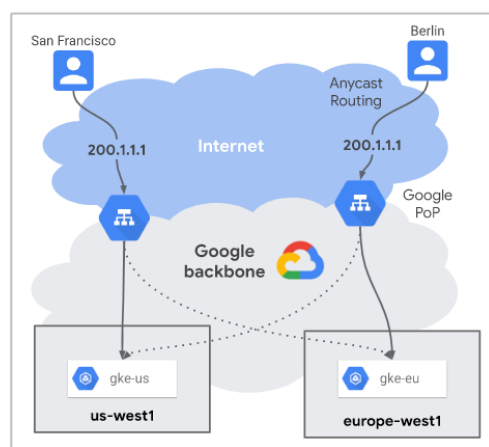 San Francisco
Berlin
Anycast
Routing
200.1.1.1
Internet
200.1.1.1
Google
PoP
Google
backbone
gke-us
gke-eu
us-west1
europe-west1